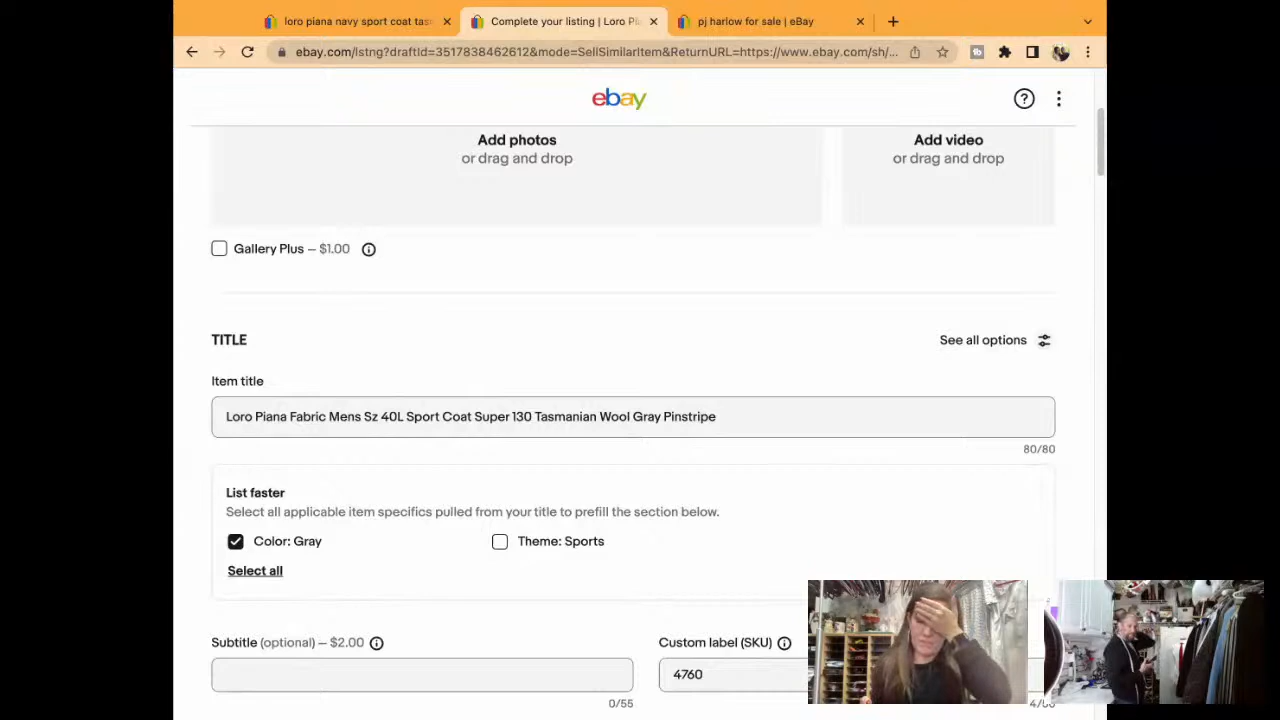 loro piana navy sport coat tas
Complete your listing | Loro Pi
pj harlow for sale | eBay
ebay.com/lstng?draftId=3517838462612&mode=SellSimilarItem&ReturnURL=https://www.ebay.com/sh/...
ebay
Add photos
or drag and drop
Add video
or drag and drop
Gallery Plus – $1.00
TITLE
See all options
Item title
Loro Piana Fabric Mens Sz 40L Sport Coat Super 130 Tasmanian Wool Gray Pinstripe
80/80
List faster
Select all applicable item specifics pulled from your title to prefill the section below.
Color: Gray
Theme: Sports
Select all
Subtitle (optional) – $2.00
Custom label (SKU)
4760
0/55